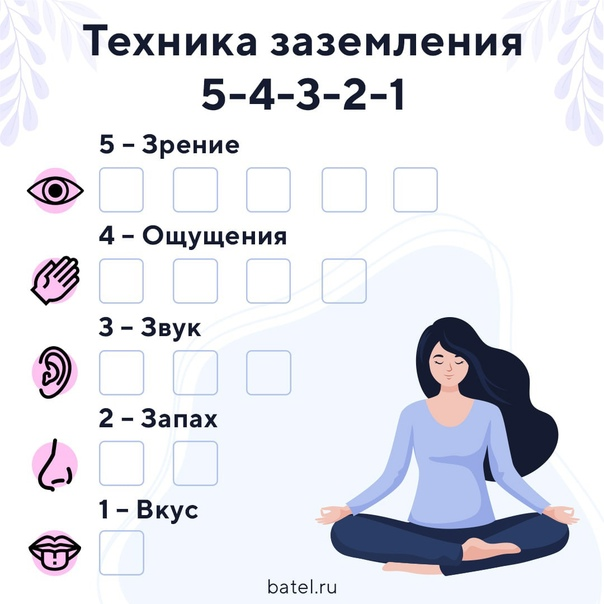 Техника заземления
5-4-3-2-1
5 – Зрение
4 – Ощущения
3 – Звук
2 – Запах
1 – Вкус
batel.ru